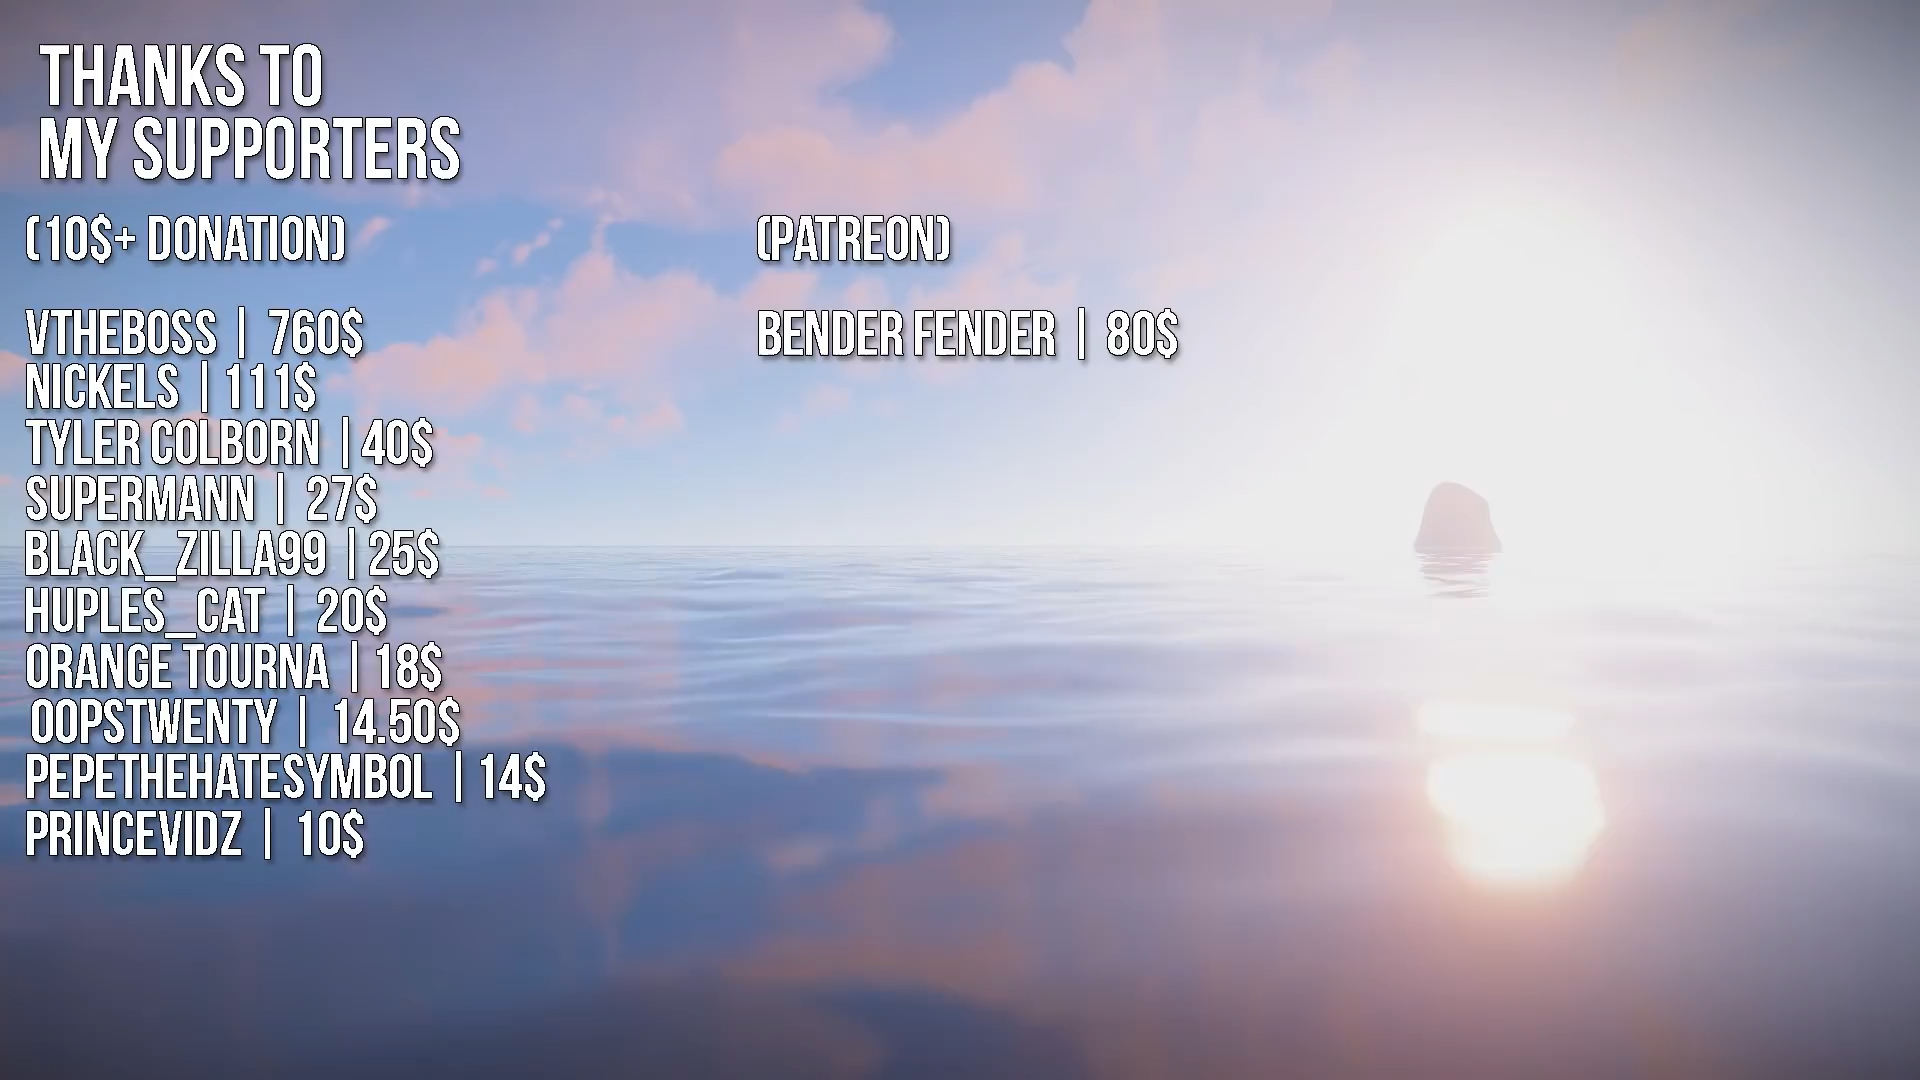 THANKS TO
MY SUPPORTERS
(10$+ DONATION)
VTHEBOSS | 760$
NICKELS | 111$
TYLER COLBORN | 40$
SUPERMANN | 27$
BLACK_ZILLA99 | 25$
HUPLES_CAT | 20$
ORANGE TOURNA | 18$
OOPSTWENTY | 14.50$
PEPETHEHATESYMBOL | 14$
PRINCEVIDZ | 10$
(PATREON)
BENDER FENDER | 80$